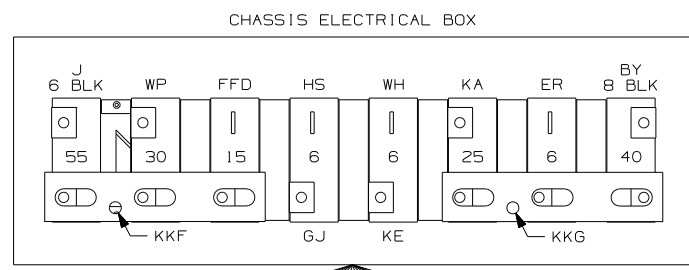 CHASSIS ELECTRICAL BOX
J BY
6 BLK WP FFD HS WH KA ER 8 BLK
55 30 15 6 6 25 6 40
KKF GJ KE KKG